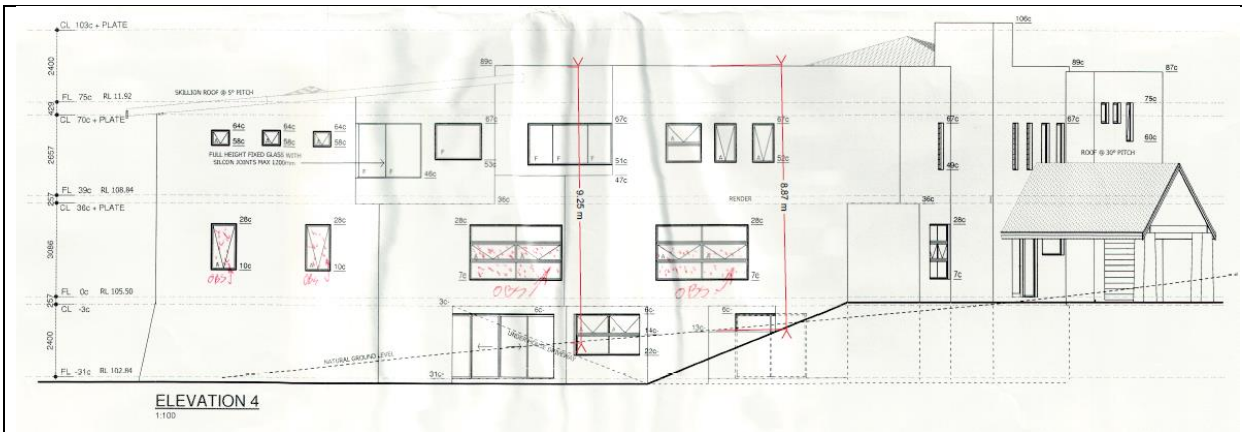 CL 103c + PLATE
106c
2400
89c
89c
87c
SKILLION ROOF @ 5° PITCH
FL 75c RL 11.92
75c
429
CL 70c + PLATE
64c
64c
64c
67c
67c
67c
67c
67c
58c
58c
58c
60c
FULL HEIGHT FIXED GLASS WITH
SILCON JOINTS MAX 1200mm
2657
A
A
A
F
F
F
F
F
F
A
A
A
53c
51c
52c
49c
ROOF @ 30° PITCH
46c
47c
257
FL 39c RL 108.84
9.25 m
8.87 m
RENDER
CL 36c + PLATE
36c
36c
28c
28c
28c
28c
28c
3086
A
A
10c
10c
7c
7c
7c
OBS
OBS
OBS
OBS
FL 0c RL 105.50
257
CL -3c
3c
6c
6c
6c
14c
13c
A
22c
2400
NATURAL GROUND LEVEL
FL -31c RL 102.84
31c
ELEVATION 4
1:100